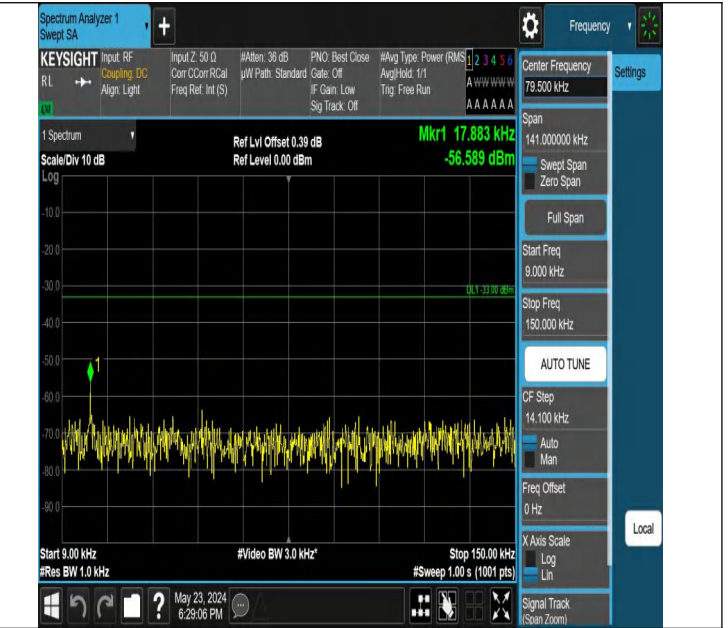 Spectrum Analyzer 1
Swept SA
Frequency
KEYSIGHT
RL
Input: RF
Coupling: DC
Align: Light
Input Z: 50 Ω
Corr CCorr RCal
Freq Ref: Int (S)
#Atten: 36 dB
µW Path: Standard
PNO: Best Close
Gate: Off
IF Gain: Low
Sig Track: Off
#Avg Type: Power (RMS
Avg|Hold: 1/1
Trig: Free Run
1 2 3 4 5 6
A W W W W W
A A A A A A
1 Spectrum
Scale/Div 10 dB
Log
Ref Lvl Offset 0.39 dB
Ref Level 0.00 dBm
Mkr1 17.883 kHz
-56.589 dBm
-10.0
-20.0
-30.0
DL1 -33.00 dBm
-40.0
-50.0
1
-60.0
-70.0
-80.0
-90.0
Start 9.00 kHz
#Res BW 1.0 kHz
#Video BW 3.0 kHz*
Stop 150.00 kHz
#Sweep 1.00 s (1001 pts)
May 23, 2024
6:29:06 PM
Center Frequency
79.500 kHz
Span
141.000000 kHz
Swept Span
Zero Span
Full Span
Start Freq
9.000 kHz
Stop Freq
150.000 kHz
AUTO TUNE
CF Step
14.100 kHz
Auto
Man
Freq Offset
0 Hz
X Axis Scale
Log
Lin
Signal Track
(Span Zoom)
Settings
Local